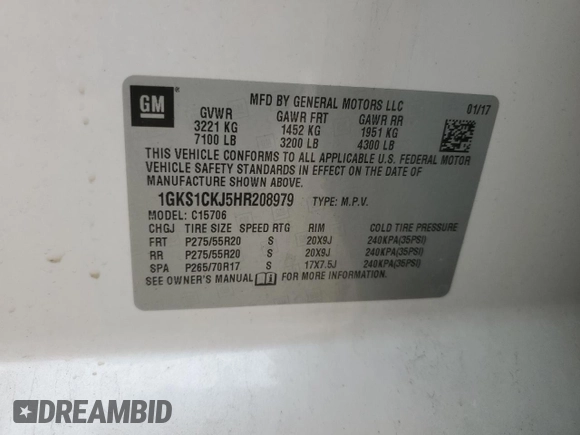 GM
MFD BY GENERAL MOTORS LLC 01/17
GVWR GAWR FRT GAWR RR
3221 KG 1452 KG 1951 KG
7100 LB 3200 LB 4300 LB
THIS VEHICLE CONFORMS TO ALL APPLICABLE U.S. FEDERAL MOTOR
VEHICLE SAFETY STANDARDS IN EFFECT ON THE DATE OF
MANUFACTURE SHOWN ABOVE.
1GKS1CKJ5HR208979 TYPE: M.P.V.
MODEL: C15706
CHGJ TIRE SIZE SPEED RTG RIM COLD TIRE PRESSURE
FRT P275/55R20 S 20X9J 240KPA(35PSI)
RR P275/55R20 S 20X9J 240KPA(35PSI)
SPA P265/70R17 S 17X7.5J 240KPA(35PSI)
SEE OWNER'S MANUAL FOR MORE INFORMATION.
DREAMBID